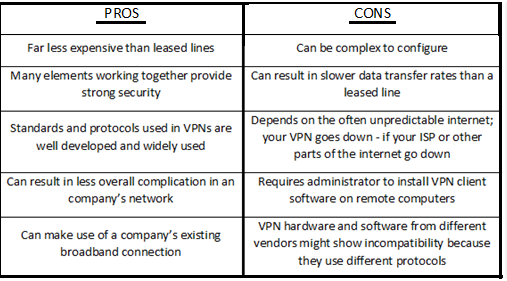 PROS
CONS
Far less expensive than leased lines
Can be complex to configure
Many elements working together provide
strong security
Can result in slower data transfer rates than a
leased line
Standards and protocols used in VPNs are
well developed and widely used
Depends on the often unpredictable internet;
your VPN goes down - if your ISP or other
parts of the internet go down
Can result in less overall complication in an
company's network
Requires administrator to install VPN client
software on remote computers
Can make use of a company's existing
broadband connection
VPN hardware and software from different
vendors might show incompatibility because
they use different protocols